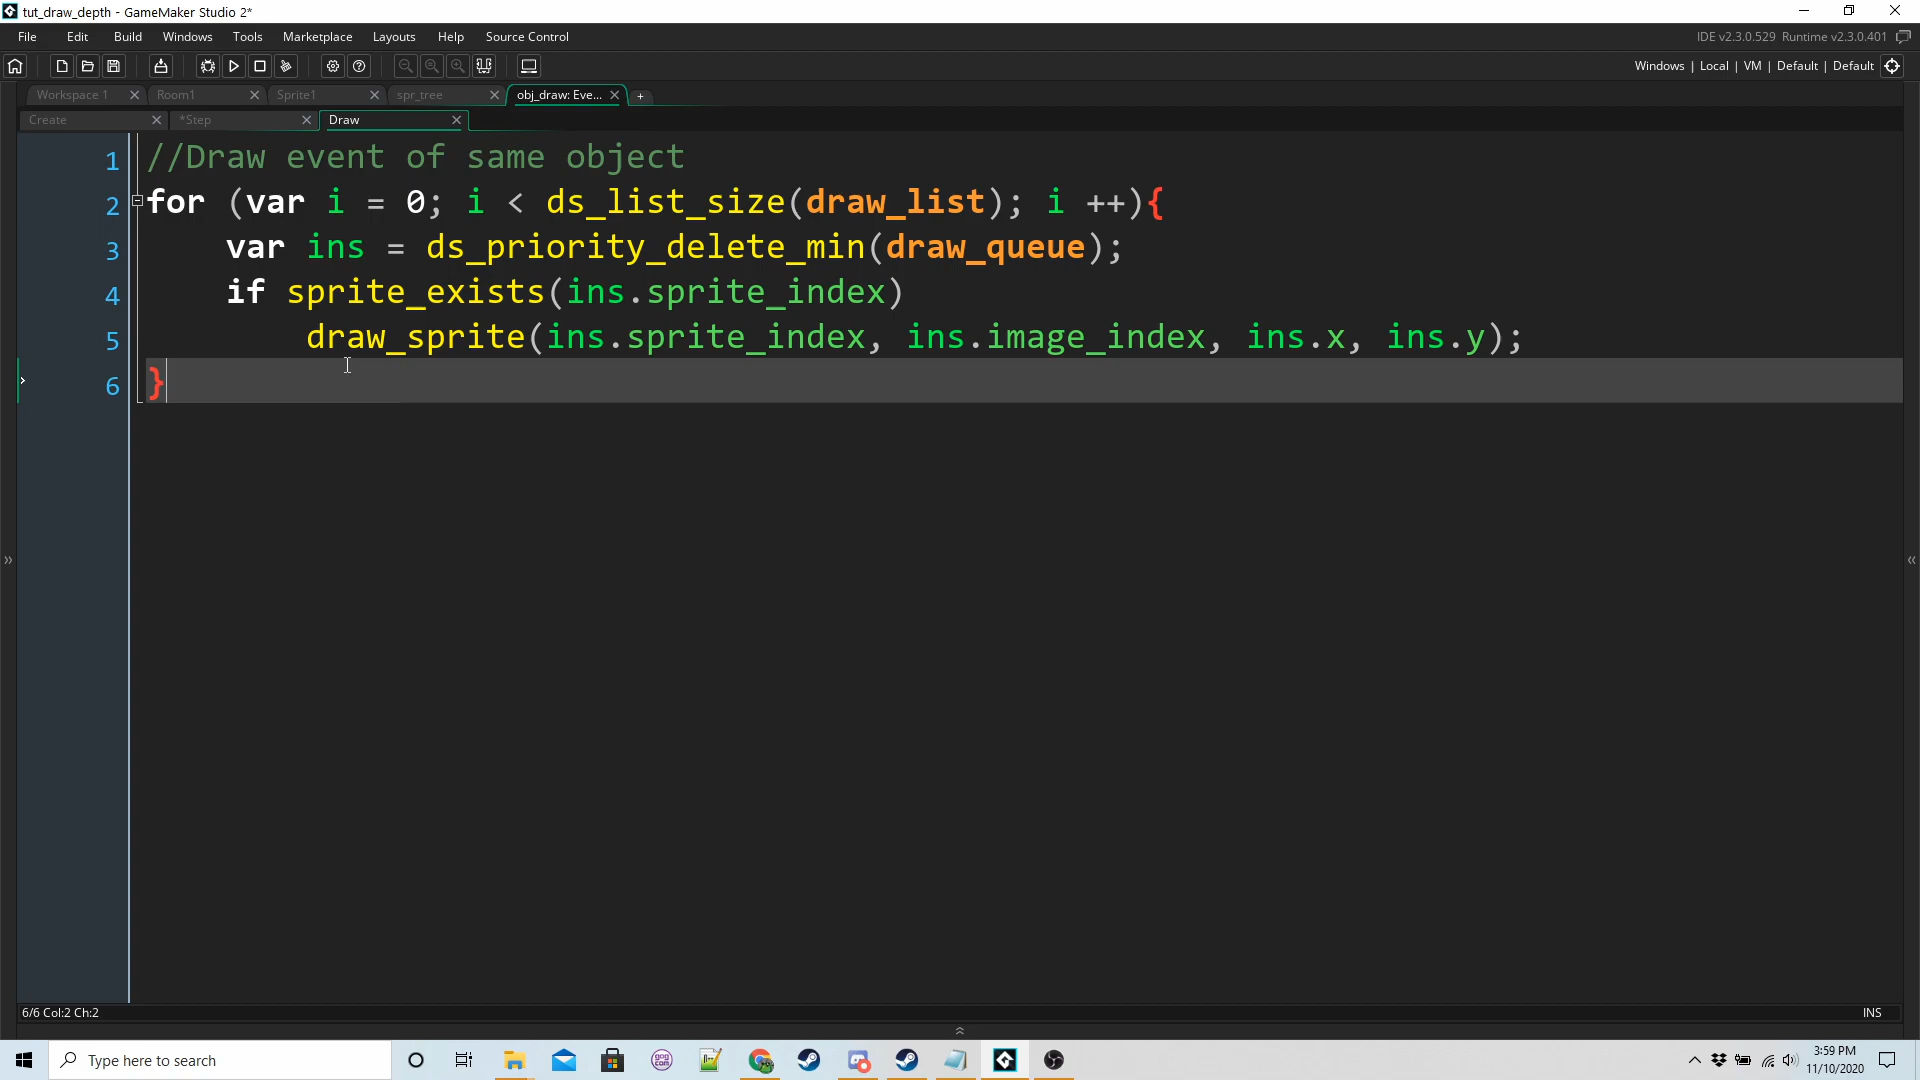 tut_draw_depth - GameMaker Studio 2*
File Edit Build Windows Tools Marketplace Layouts Help Source Control IDE v2.3.0.529 Runtime v2.3.0.401
Windows | Local | VM | Default | Default
Workspace 1 Room1 Sprite1 spr_tree obj_draw: Eve... +
Create *Step Draw
1 //Draw event of same object
2 for (var i = 0; i < ds_list_size(draw_list); i ++){
3 var ins = ds_priority_delete_min(draw_queue);
4 if sprite_exists(ins.sprite_index)
5 draw_sprite(ins.sprite_index, ins.image_index, ins.x, ins.y);
6 }
6/6 Col:2 Ch:2 INS
Type here to search
gog com
3:59 PM
11/10/2020